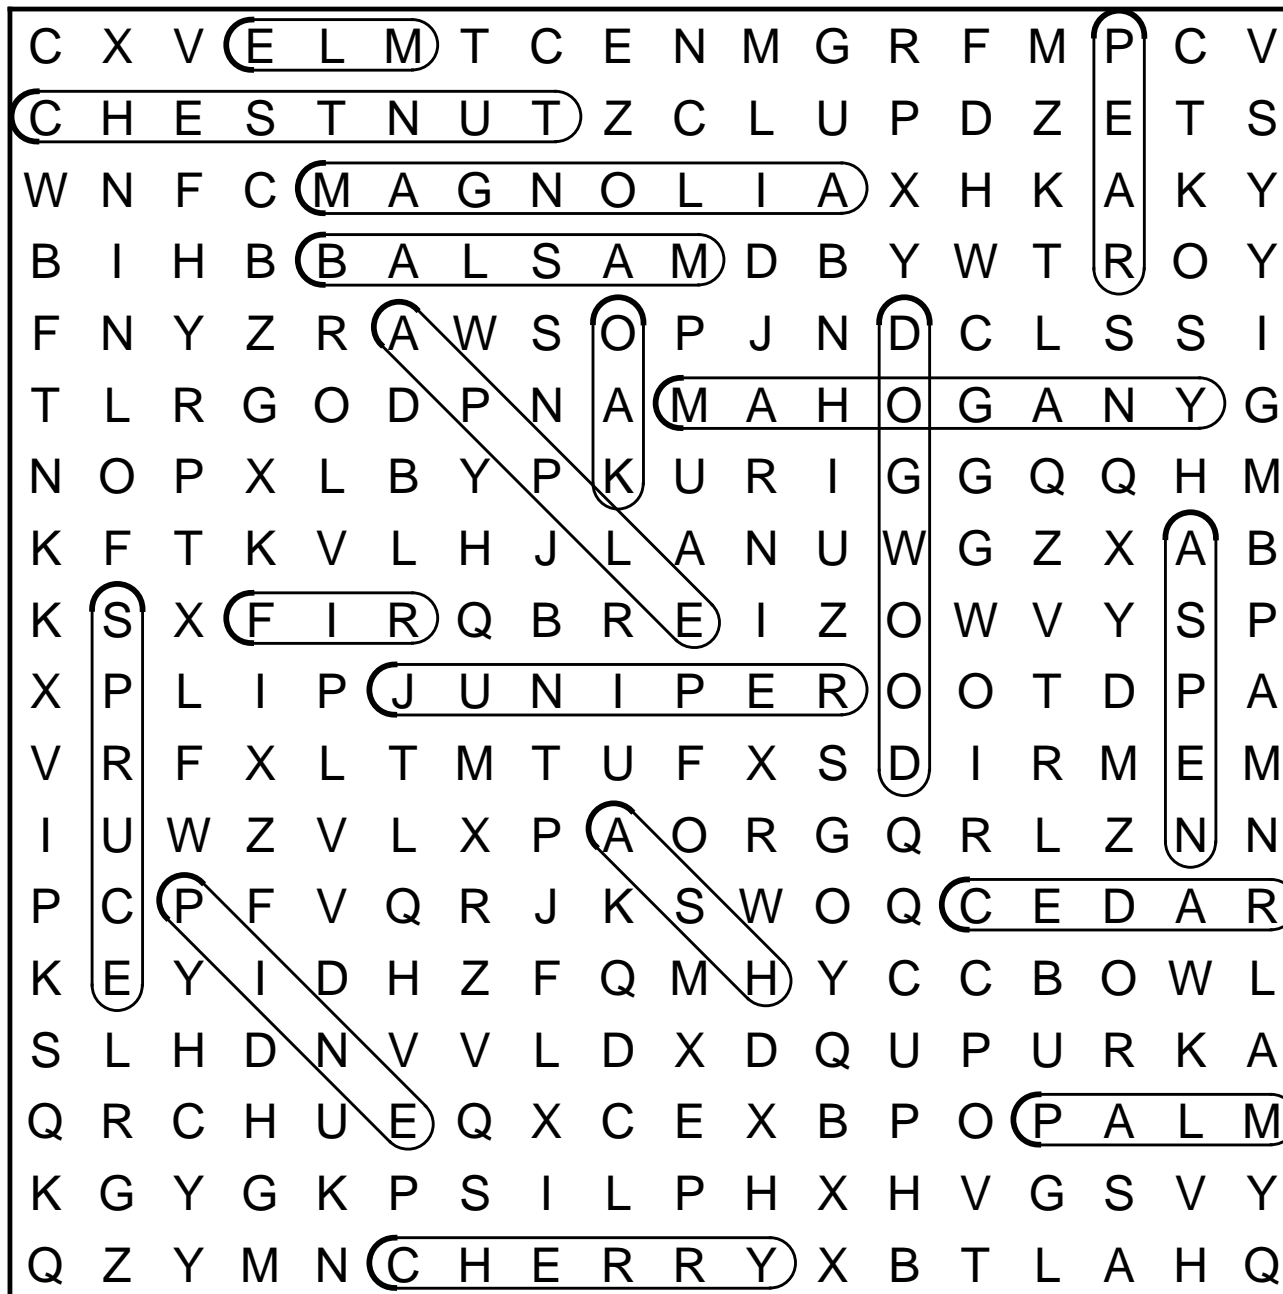 C X V E L M T C E N M G R F M P C V
C H E S T N U T Z C L U P D Z E T S
W N F C M A G N O L I A X H K A K Y
B I H B B A L S A M D B Y W T R O Y
F N Y Z R A W S O P J N D C L S S I
T L R G O D P N A M A H O G A N Y G
N O P X L B Y P K U R I G G Q Q H M
K F T K V L H J L A N U W G Z X A B
K S X F I R Q B R E I Z O W V Y S P
X P L I P J U N I P E R O O T D P A
V R F X L T M T U F X S D I R M E M
I U W Z V L X P A O R G Q R L Z N N
P C P F V Q R J K S W O Q C E D A R
K E Y I D H Z F Q M H Y C C B O W L
S L H D N V V L D X D Q U P U R K A
Q R C H U E Q X C E X B P O P A L M
K G Y G K P S I L P H X H V G S V Y
Q Z Y M N C H E R R Y X B T L A H Q